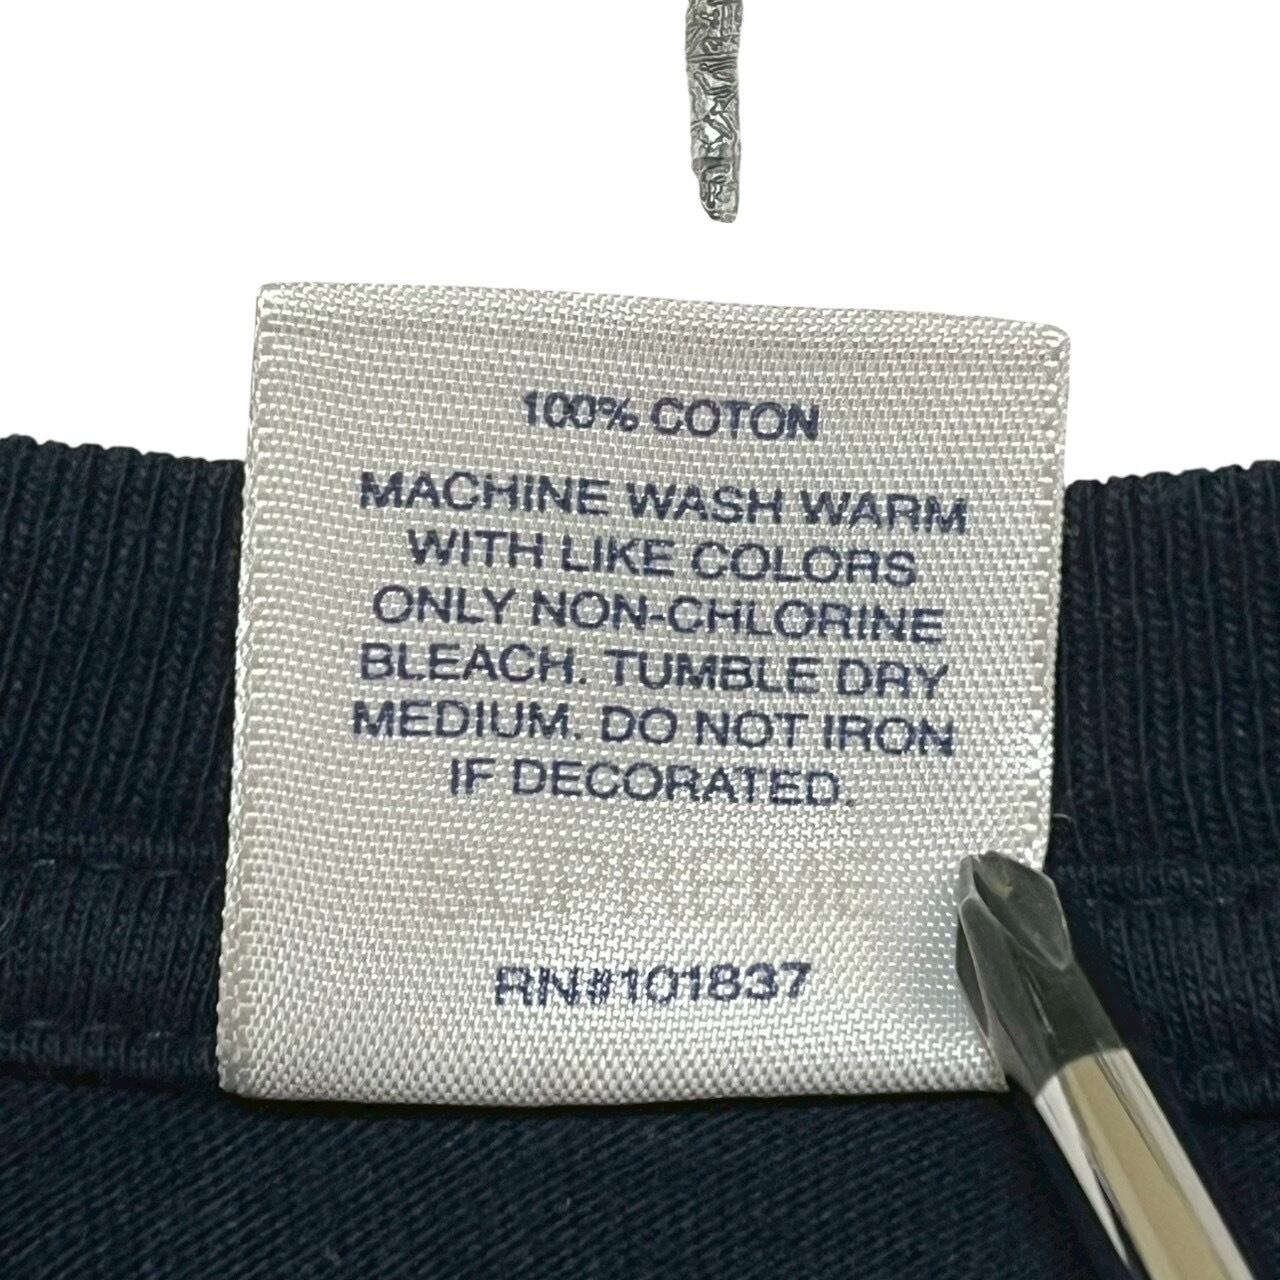 100% COTON
MACHINE WASH WARM
WITH LIKE COLORS
ONLY NON-CHLORINE
BLEACH. TUMBLE DRY
MEDIUM. DO NOT IRON
IF DECORATED.
RN#101837